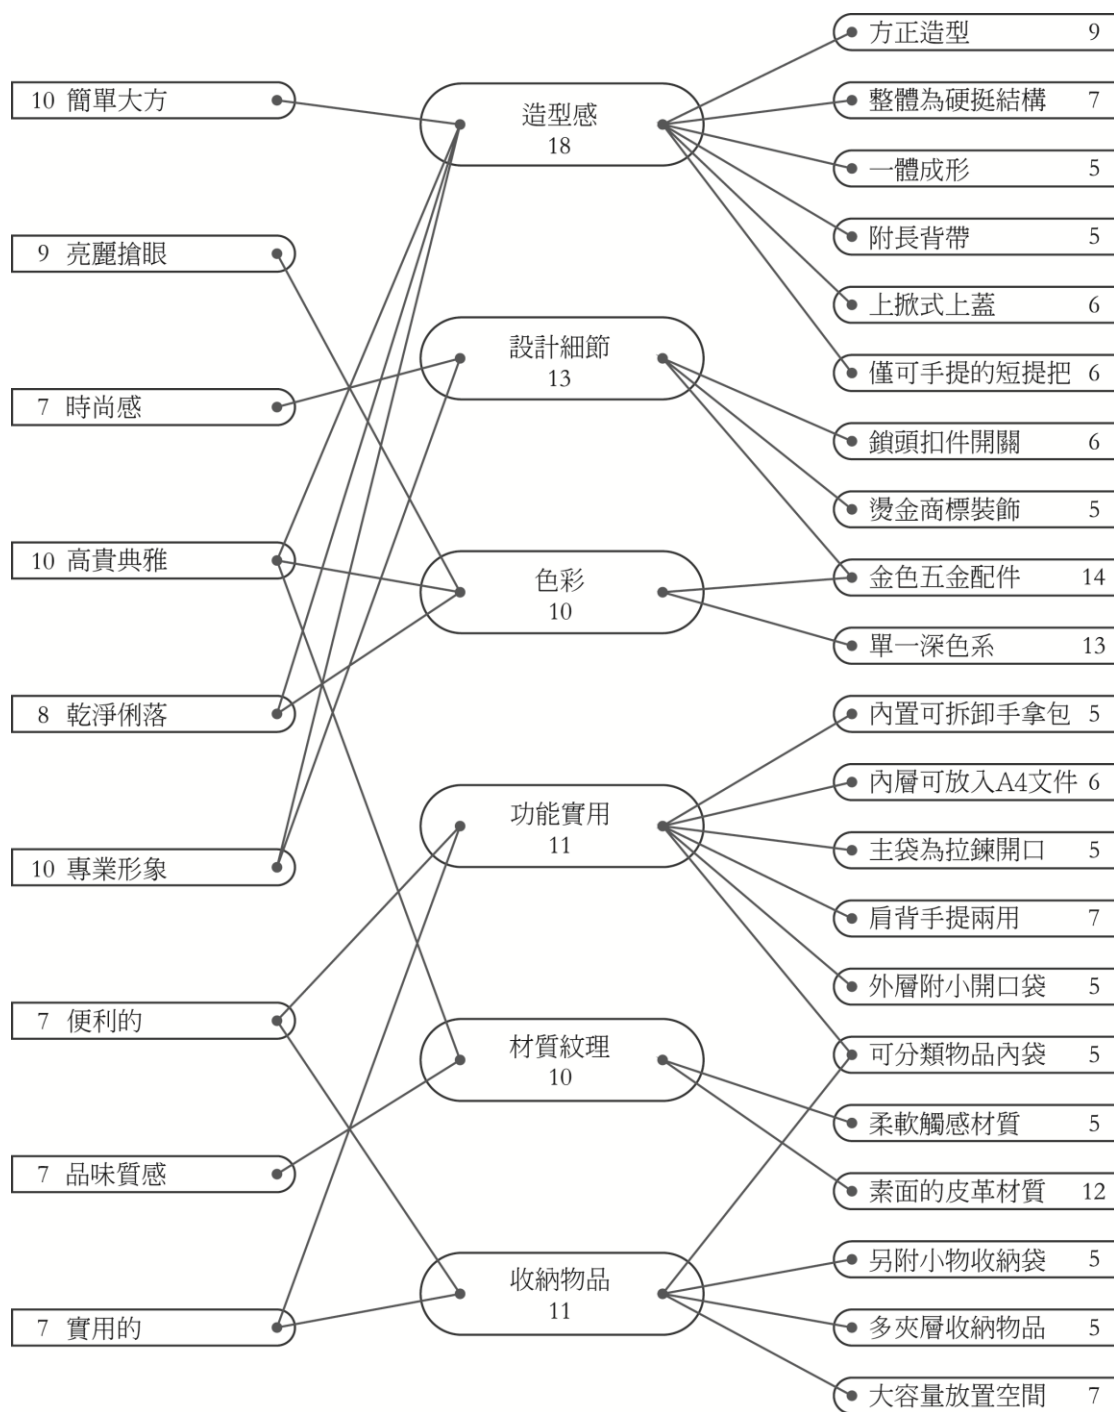 10 簡單大方
9 亮麗搶眼
7 時尚感
10 高貴典雅
8 乾淨俐落
10 專業形象
7 便利的
7 品味質感
7 實用的
造型感
18
設計細節
13
色彩
10
功能實用
11
材質紋理
10
收納物品
11
方正造型 9
整體為硬挺結構 7
一體成形 5
附長背帶 5
上掀式上蓋 6
僅可手提的短提把 6
鎖頭扣件開關 6
燙金商標裝飾 5
金色五金配件 14
單一深色系 13
內置可拆卸手拿包 5
內層可放入A4文件 6
主袋為拉鍊開口 5
肩背手提兩用 7
外層附小開口袋 5
可分類物品內袋 5
柔軟觸感材質 5
素面的皮革材質 12
另附小物收納袋 5
多夾層收納物品 5
大容量放置空間 7